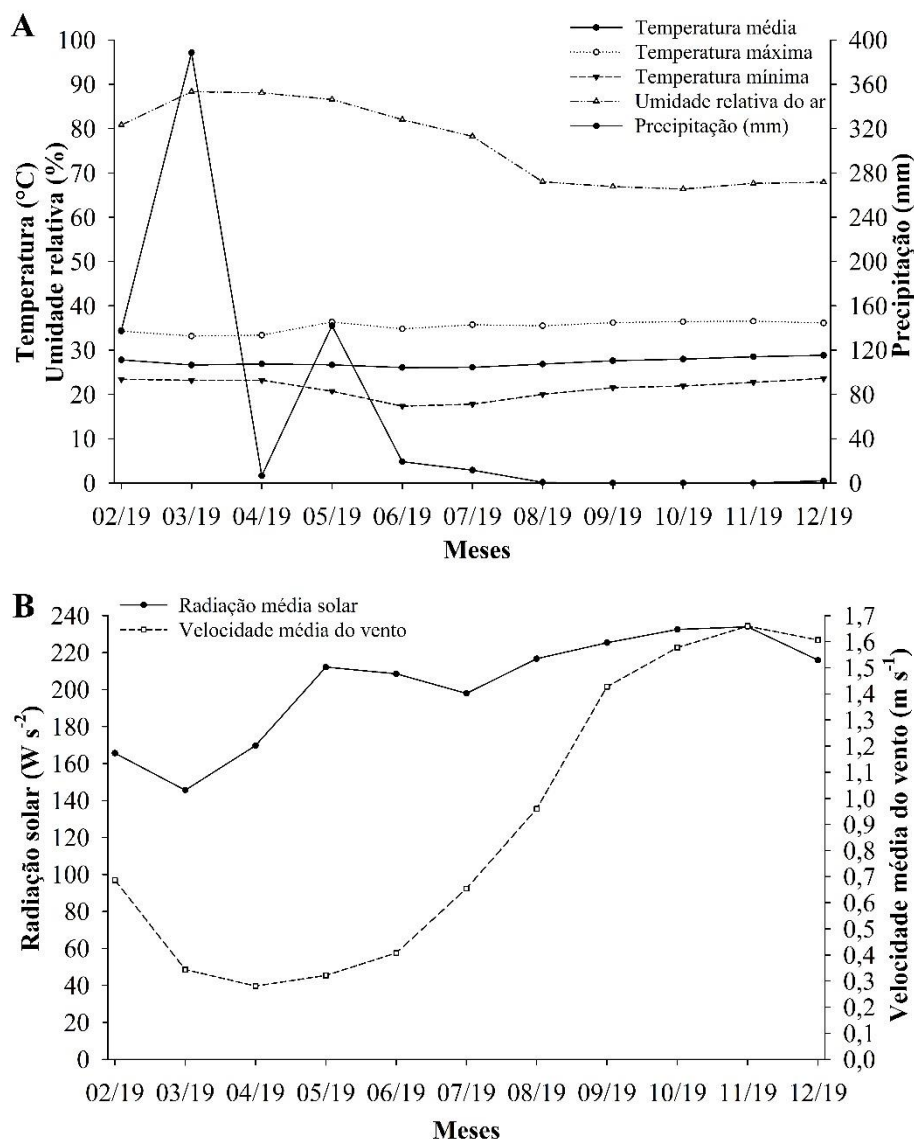 A
Temperatura média
Temperatura máxima
Temperatura mínima
Umidade relativa do ar
Precipitação (mm)
Temperatura (°C)
Umidade relativa (%)
100
90
80
70
60
50
40
30
20
10
0
400
360
320
280
240
200
160
120
80
40
0
Precipitação (mm)
02/19 03/19 04/19 05/19 06/19 07/19 08/19 09/19 10/19 11/19 12/19
Meses
B
Radiação média solar
Velocidade média do vento
Radiação solar (W s⁻²)
240
220
200
180
160
140
120
100
80
60
40
20
0
1,7
1,6
1,5
1,4
1,3
1,2
1,1
1,0
0,9
0,8
0,7
0,6
0,5
0,4
0,3
0,2
0,1
0,0
Velocidade média do vento (m s⁻¹)
02/19 03/19 04/19 05/19 06/19 07/19 08/19 09/19 10/19 11/19 12/19
Meses